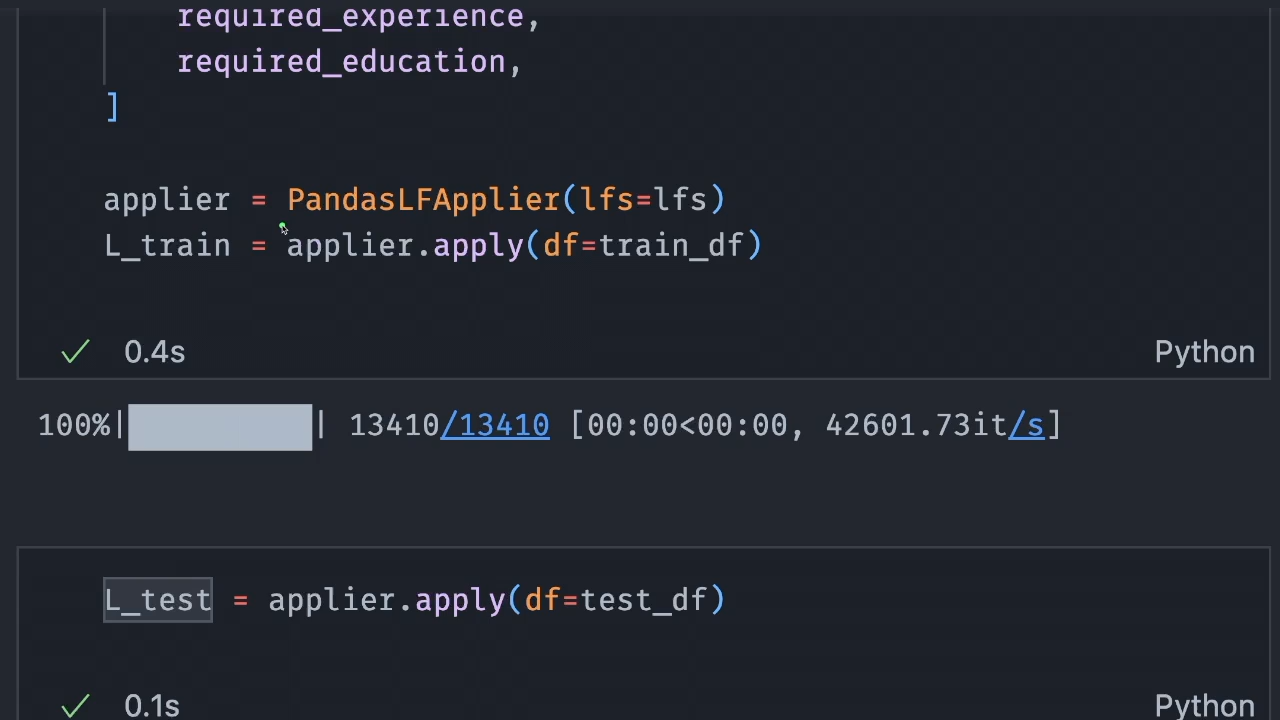 required_experience,
required_education,
]
applier = PandasLFApplier(lfs=lfs)
L_train = applier.apply(df=train_df)
✓ 0.4s Python
100%|██████████| 13410/13410 [00:00<00:00, 42601.73it/s]
L_test = applier.apply(df=test_df)
✓ 0.1s Python